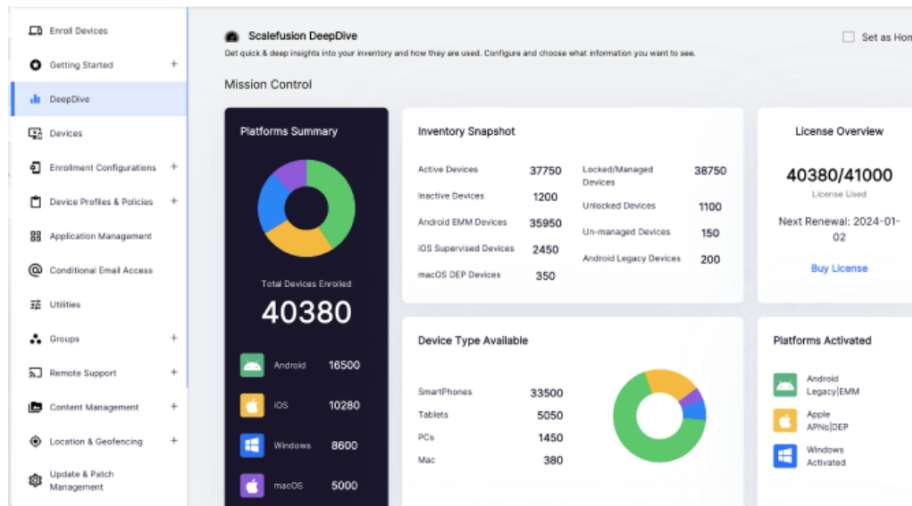 Enroll Devices
Getting Started
DeepDive
Devices
Enrollment Configurations
Device Profiles & Policies
Application Management
Conditional Email Access
Utilities
Groups
Remote Support
Content Management
Location & Geofencing
Update & Patch
Management
Scalefusion DeepDive
Set as Hom
Get quick & deep insights into your inventory and how they are used. Configure and choose what information you want to see.
Mission Control
Platforms Summary
Total Devices Enrolled
40380
Android 16500
iOS 10280
Windows 8600
macOS 5000
Inventory Snapshot
Active Devices 37750
Inactive Devices 1200
Android EMM Devices 35950
iOS Supervised Devices 2450
macOS DEP Devices 350
Locked/Managed
Devices 38750
Unlocked Devices 1100
Un-managed Devices 150
Android Legacy Devices 200
License Overview
40380/41000
License Used
Next Renewal: 2024-01-
02
Buy License
Device Type Available
SmartPhones 33500
Tablets 5050
PCs 1450
Mac 380
Platforms Activated
Android
Legacy|EMM
Apple
APNs|DEP
Windows
Activated